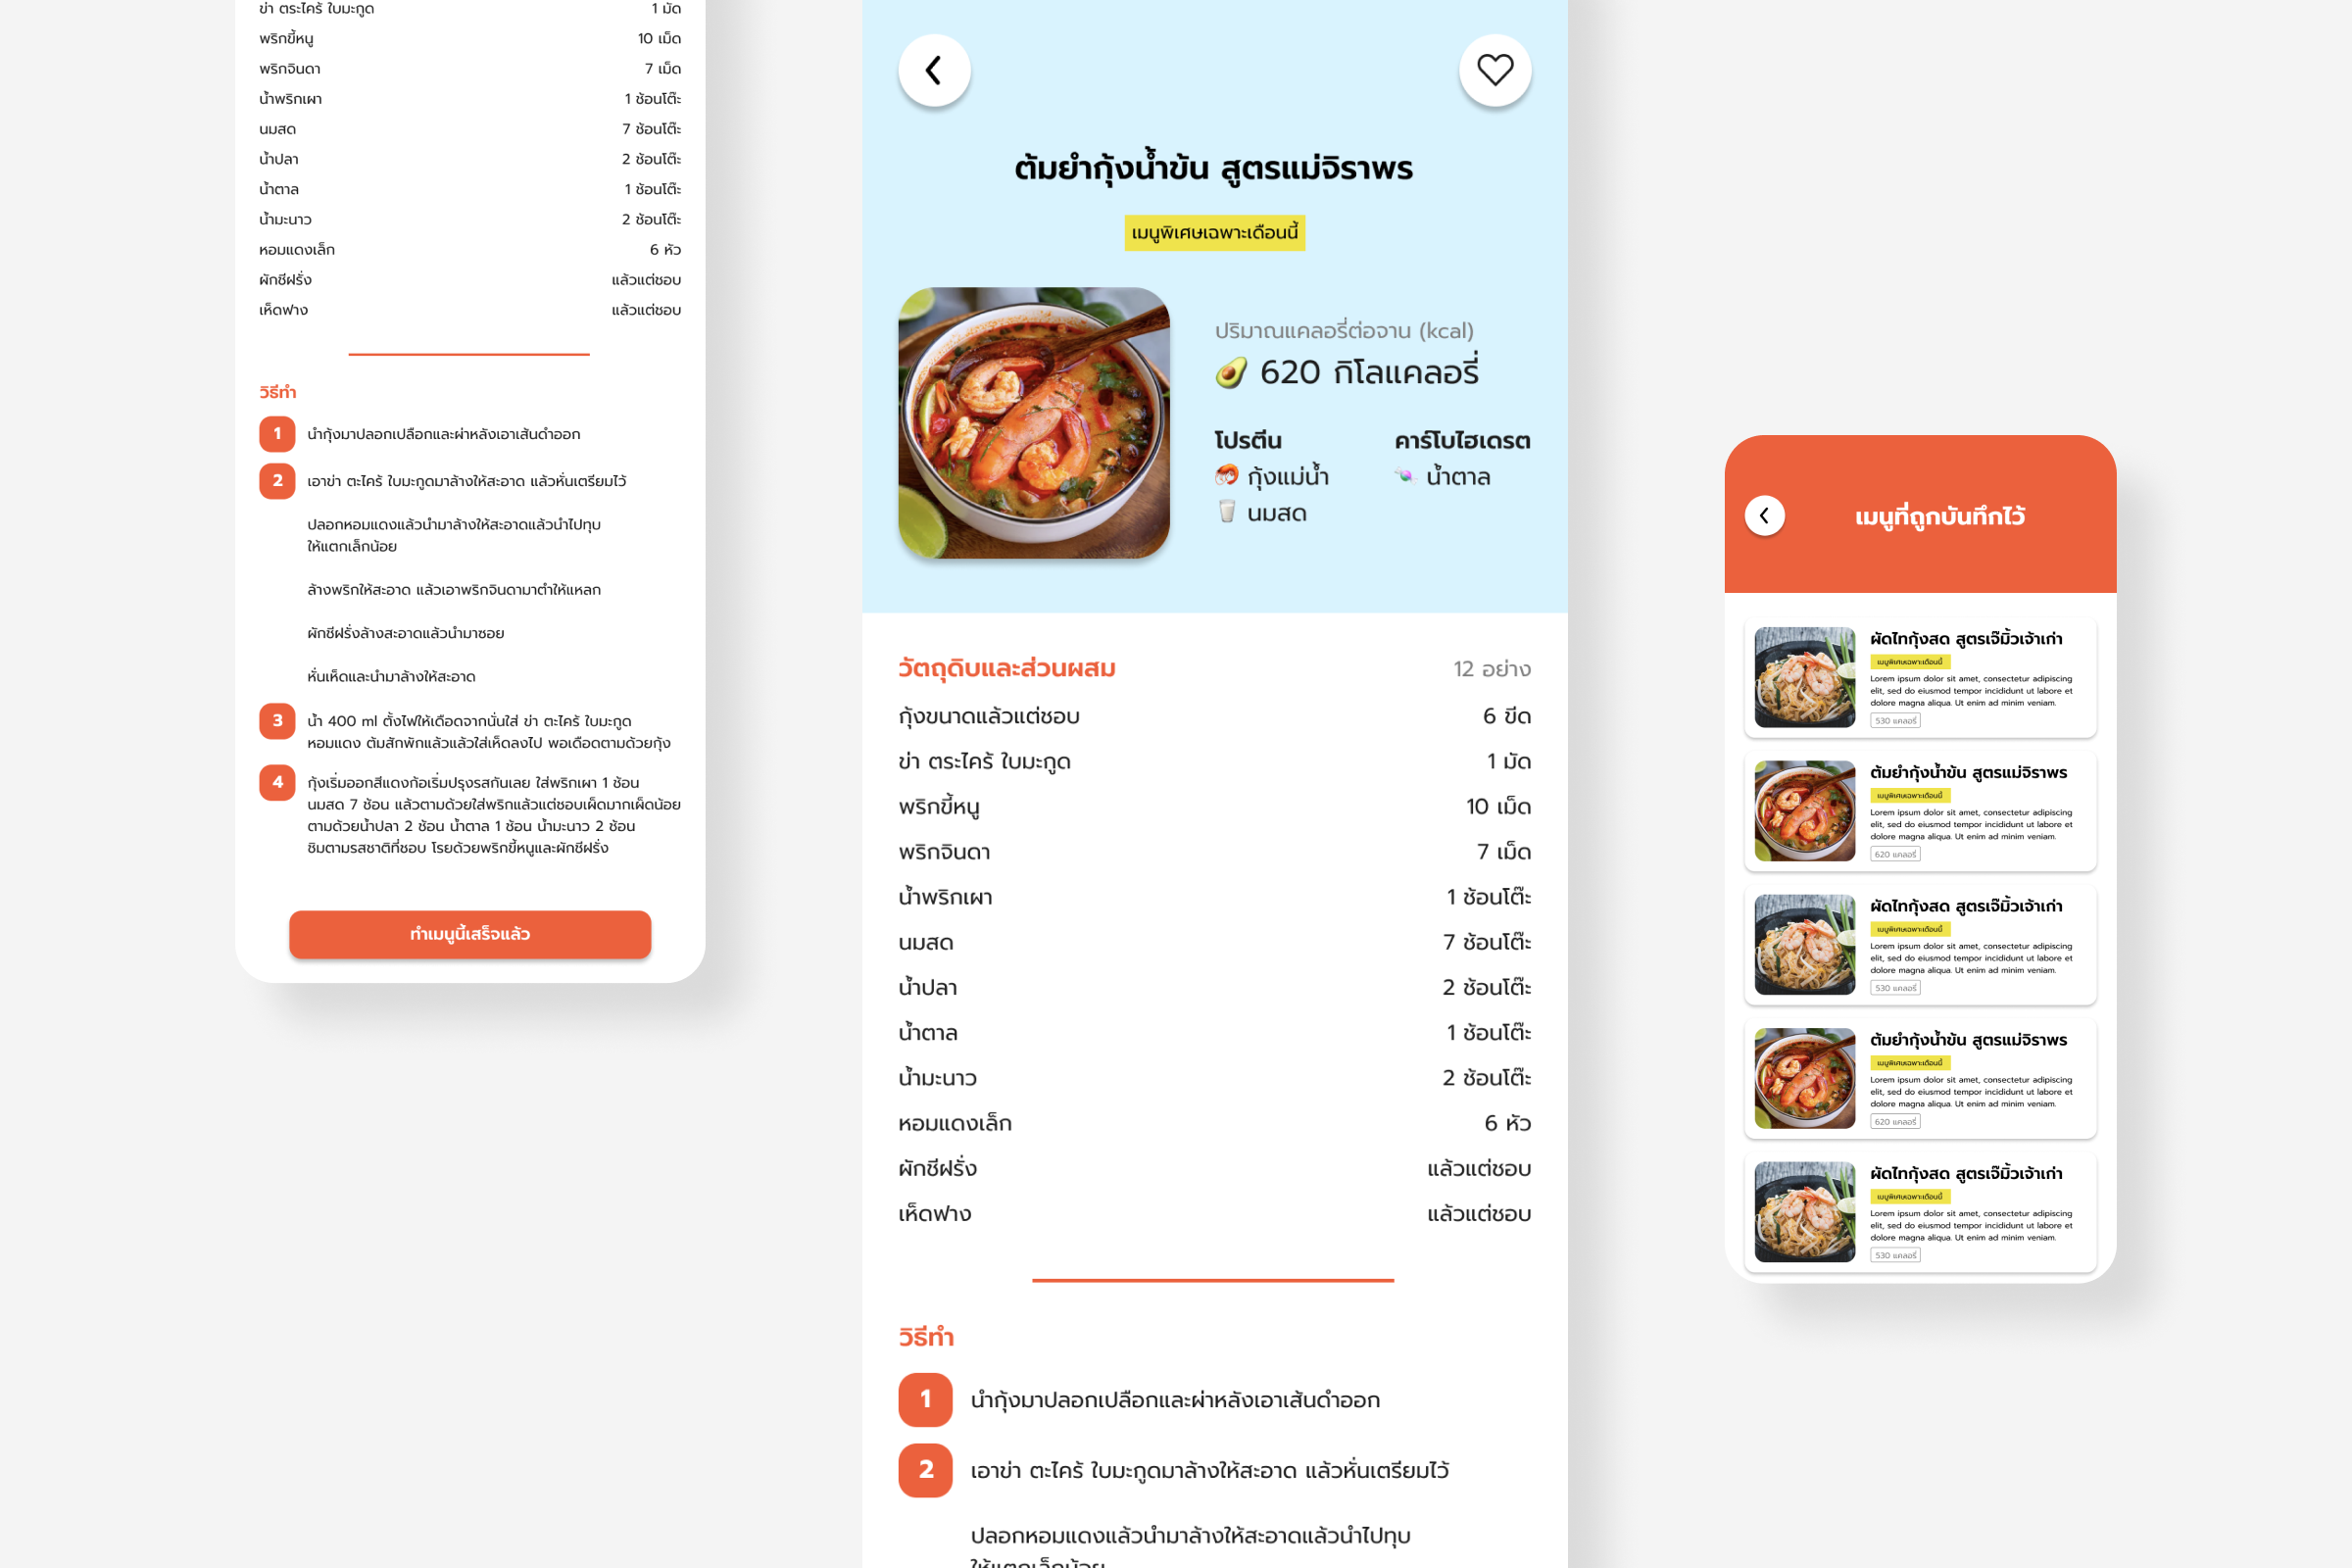 ข่า ตระไคร้ ใบมะกูด 1 มัด
พริกขี้หนู 10 เม็ด
พริกจินดา 7 เม็ด
น้ำพริกเผา 1 ช้อนโต๊ะ
นมสด 7 ช้อนโต๊ะ
น้ำปลา 2 ช้อนโต๊ะ
น้ำตาล 1 ช้อนโต๊ะ
น้ำมะนาว 2 ช้อนโต๊ะ
หอมแดงเล็ก 6 หัว
ผักชีฝรั่ง แล้วแต่ชอบ
เห็ดฟาง แล้วแต่ชอบ
วิธีทำ
1 นำกุ้งมาปลอกเปลือกและผ่าหลังเอาเส้นดำออก
2 เอาข่า ตะไคร้ ใบมะกูดมาล้างให้สะอาด แล้วหั่นเตรียมไว้
ปลอกหอมแดงแล้วนำมาล้างให้สะอาดแล้วนำไปทุบ
ให้แตกเล็กน้อย
ล้างพริกให้สะอาด แล้วเอาพริกจินดามาตำให้แหลก
ผักชีฝรั่งล้างสะอาดแล้วนำมาซอย
หั่นเห็ดและนำมาล้างให้สะอาด
3 น้ำ 400 ml ตั้งไฟให้เดือดจากนั่นใส่ ข่า ตะไคร้ ใบมะกูด
หอมแดง ต้มสักพักแล้วแล้วใส่เห็ดลงไป พอเดือดตามด้วยกุ้ง
4 กุ้งเริ่มออกสีแดงก้อเริ่มปรุงรสกันเลย ใส่พริกเผา 1 ช้อน
นมสด 7 ช้อน แล้วตามด้วยใส่พริกแล้วแต่ชอบเผ็ดมากเผ็ดน้อย
ตามด้วยน้ำปลา 2 ช้อน น้ำตาล 1 ช้อน น้ำมะนาว 2 ช้อน
ชิมตามรสชาติที่ชอบ โรยด้วยพริกขี้หนูและผักชีฝรั่ง
ทำเมนูนี้เสร็จแล้ว
ต้มยำกุ้งน้ำข้น สูตรแม่จิราพร
เมนูพิเศษเฉพาะเดือนนี้
ปริมาณแคลอรี่ต่อจาน (kcal)
620 กิโลแคลอรี่
โปรตีน คาร์โบไฮเดรต
กุ้งแม่น้ำ น้ำตาล
นมสด
วัตถุดิบและส่วนผสม 12 อย่าง
กุ้งขนาดแล้วแต่ชอบ 6 ขีด
ข่า ตระไคร้ ใบมะกูด 1 มัด
พริกขี้หนู 10 เม็ด
พริกจินดา 7 เม็ด
น้ำพริกเผา 1 ช้อนโต๊ะ
นมสด 7 ช้อนโต๊ะ
น้ำปลา 2 ช้อนโต๊ะ
น้ำตาล 1 ช้อนโต๊ะ
น้ำมะนาว 2 ช้อนโต๊ะ
หอมแดงเล็ก 6 หัว
ผักชีฝรั่ง แล้วแต่ชอบ
เห็ดฟาง แล้วแต่ชอบ
วิธีทำ
1 นำกุ้งมาปลอกเปลือกและผ่าหลังเอาเส้นดำออก
2 เอาข่า ตะไคร้ ใบมะกูดมาล้างให้สะอาด แล้วหั่นเตรียมไว้
ปลอกหอมแดงแล้วนำมาล้างให้สะอาดแล้วนำไปทุบ
ให้แตกเล็กน้อย
เมนูที่ถูกบันทึกไว้
ผัดไทกุ้งสด สูตรเจ๊มิ้วเจ้าเก่า
เมนูพิเศษเฉพาะเดือนนี้
Lorem ipsum dolor sit amet, consectetur adipiscing
elit, sed do eiusmod tempor incididunt ut labore et
dolore magna aliqua. Ut enim ad minim veniam.
530 แคลอรี่
ต้มยำกุ้งน้ำข้น สูตรแม่จิราพร
เมนูพิเศษเฉพาะเดือนนี้
Lorem ipsum dolor sit amet, consectetur adipiscing
elit, sed do eiusmod tempor incididunt ut labore et
dolore magna aliqua. Ut enim ad minim veniam.
620 แคลอรี่
ผัดไทกุ้งสด สูตรเจ๊มิ้วเจ้าเก่า
เมนูพิเศษเฉพาะเดือนนี้
Lorem ipsum dolor sit amet, consectetur adipiscing
elit, sed do eiusmod tempor incididunt ut labore et
dolore magna aliqua. Ut enim ad minim veniam.
530 แคลอรี่
ต้มยำกุ้งน้ำข้น สูตรแม่จิราพร
เมนูพิเศษเฉพาะเดือนนี้
Lorem ipsum dolor sit amet, consectetur adipiscing
elit, sed do eiusmod tempor incididunt ut labore et
dolore magna aliqua. Ut enim ad minim veniam.
620 แคลอรี่
ผัดไทกุ้งสด สูตรเจ๊มิ้วเจ้าเก่า
เมนูพิเศษเฉพาะเดือนนี้
Lorem ipsum dolor sit amet, consectetur adipiscing
elit, sed do eiusmod tempor incididunt ut labore et
dolore magna aliqua. Ut enim ad minim veniam.
530 แคลอรี่